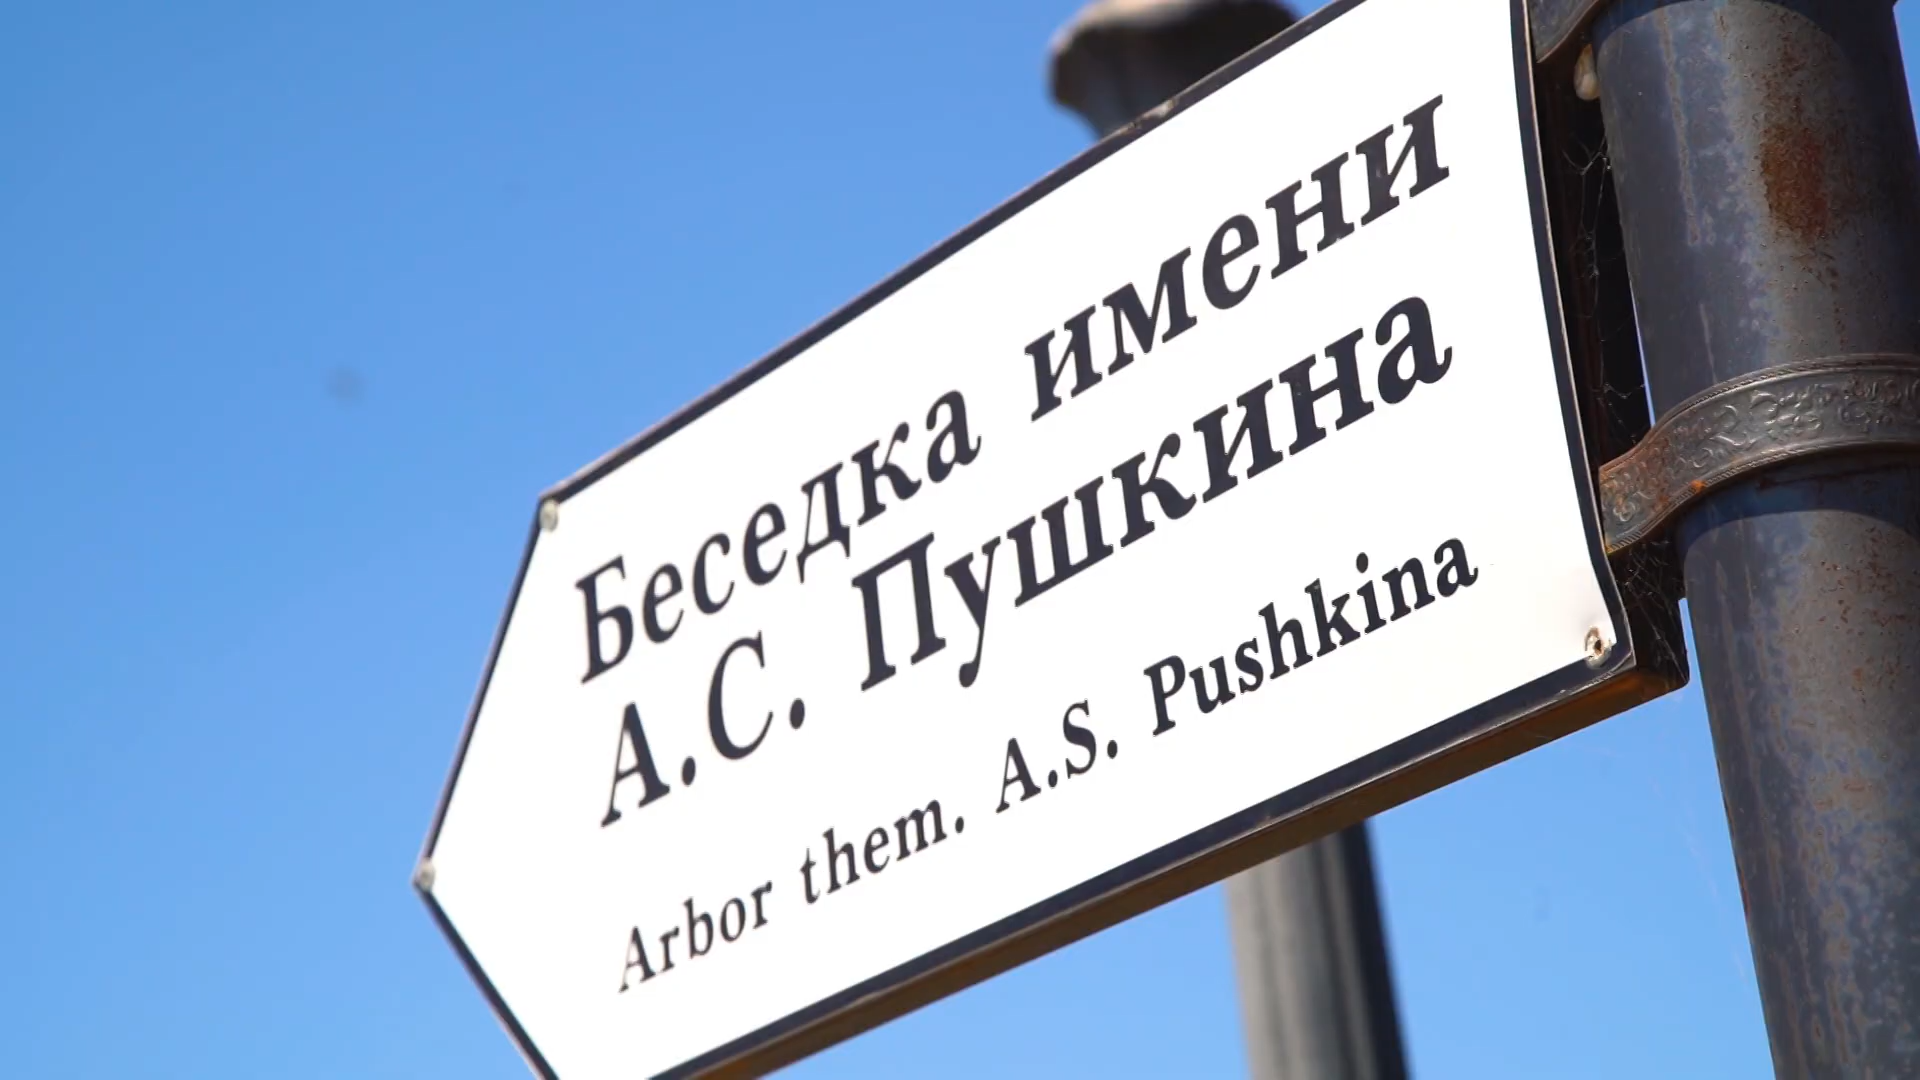 Беседка имени
А.С. Пушкина
Arbor them. A.S. Pushkina